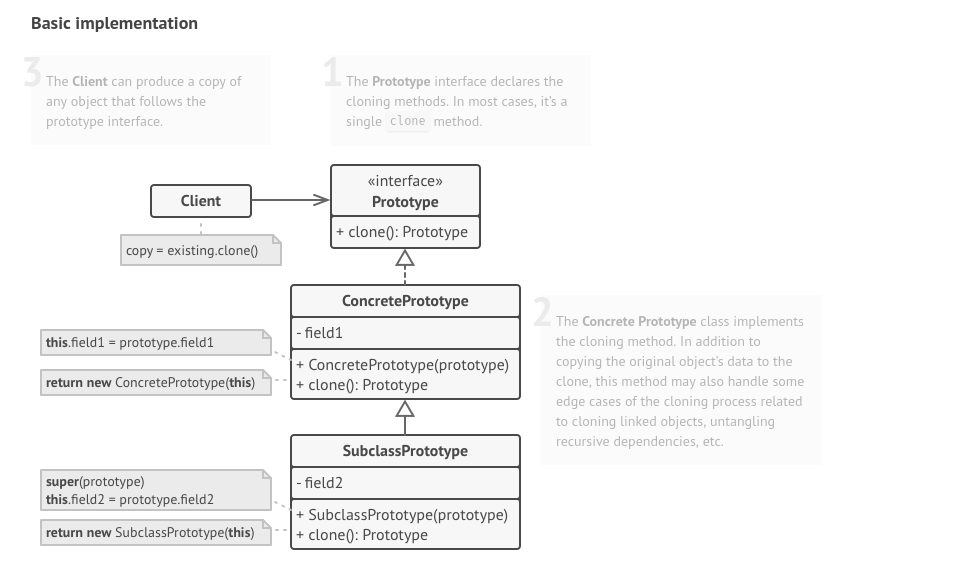 Basic implementation
3
The Client can produce a copy of
any object that follows the
prototype interface.
1
The Prototype interface declares the
cloning methods. In most cases, it's a
single clone method.
Client
copy = existing.clone()
«interface»
Prototype
+ clone(): Prototype
ConcretePrototype
- field1
+ ConcretePrototype(prototype)
+ clone(): Prototype
this.field1 = prototype.field1
return new ConcretePrototype(this)
2
The Concrete Prototype class implements
the cloning method. In addition to
copying the original object's data to the
clone, this method may also handle some
edge cases of the cloning process related
to cloning linked objects, untangling
recursive dependencies, etc.
SubclassPrototype
- field2
+ SubclassPrototype(prototype)
+ clone(): Prototype
super(prototype)
this.field2 = prototype.field2
return new SubclassPrototype(this)